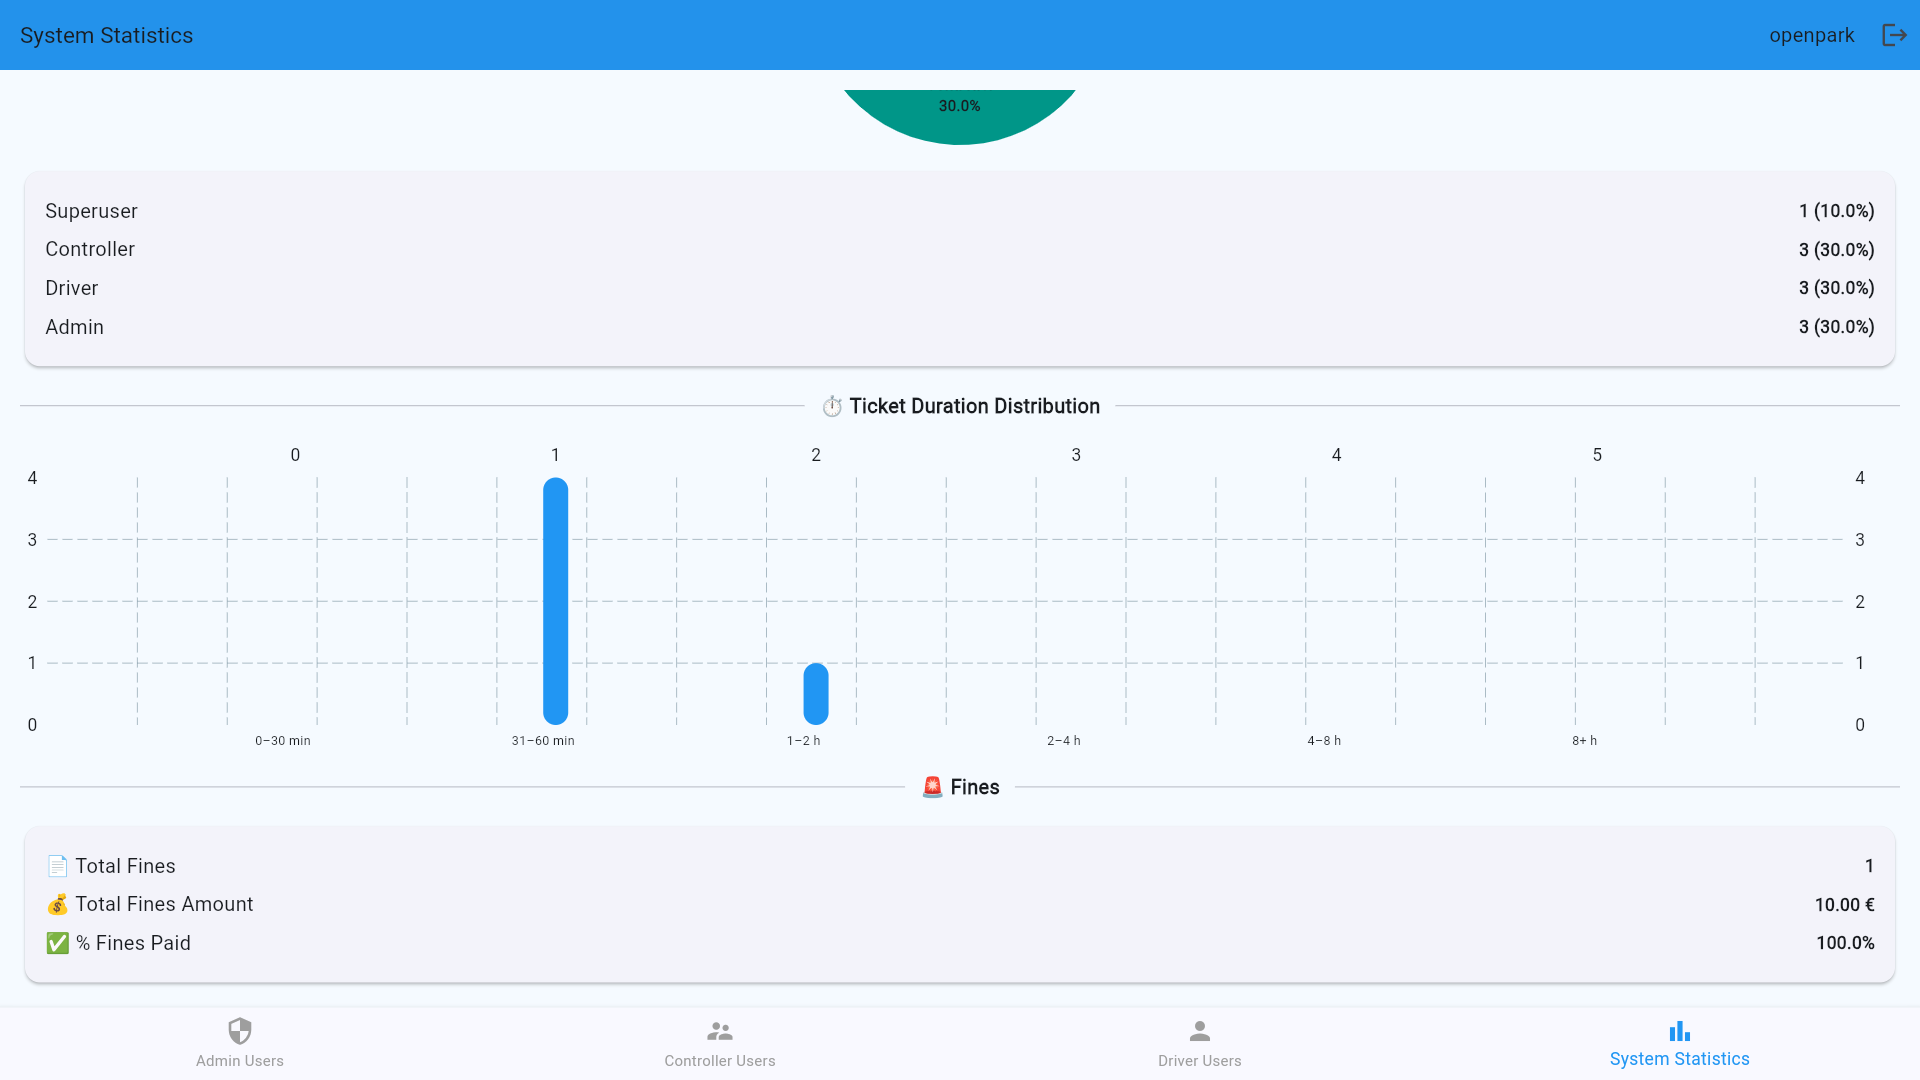 System Statistics openpark
30.0%
Superuser 1 (10.0%)
Controller 3 (30.0%)
Driver 3 (30.0%)
Admin 3 (30.0%)
⏱️ Ticket Duration Distribution
0 1 2 3 4 5
4 4
3 3
2 2
1 1
0 0
0–30 min 31–60 min 1–2 h 2–4 h 4–8 h 8+ h
🚨 Fines
📄 Total Fines 1
💰 Total Fines Amount 10.00 €
✅ % Fines Paid 100.0%
Admin Users Controller Users Driver Users System Statistics